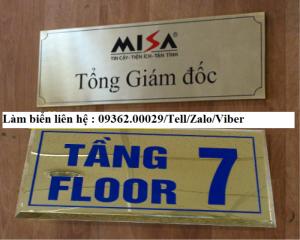 MISA
TIN CẬY - TIỆN ÍCH - TẬN TÌNH
Tổng Giám đốc
Làm biển liên hệ : 09362.00029/Tell/Zalo/Viber
TẦNG
FLOOR 7